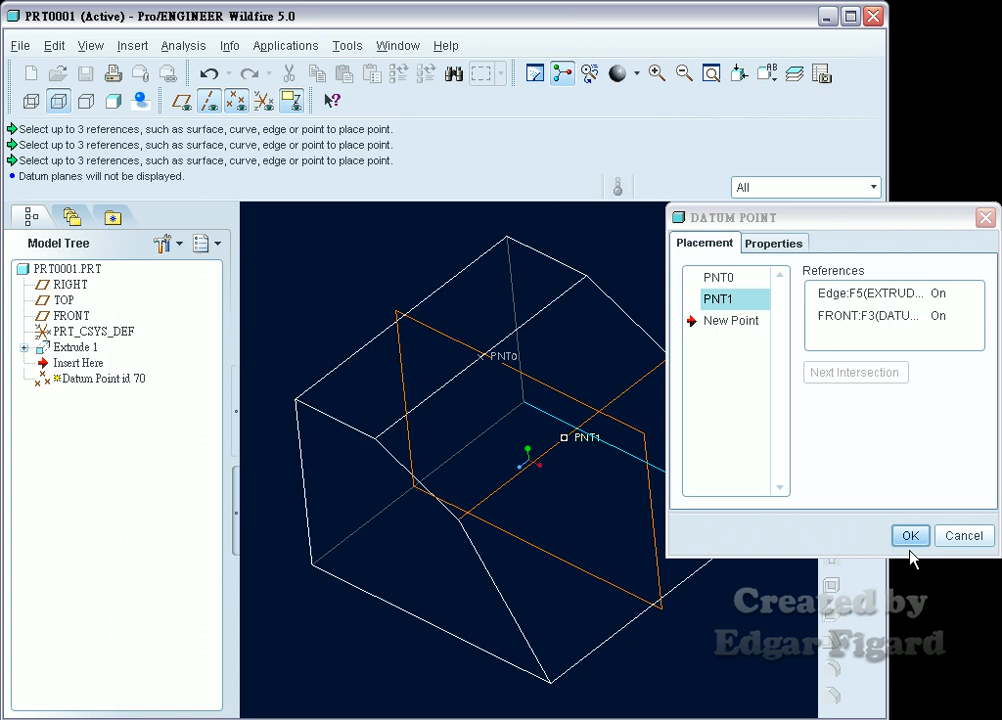 PRT0001 (Active) - Pro/ENGINEER Wildfire 5.0
File Edit View Insert Analysis Info Applications Tools Window Help
Select up to 3 references, such as surface, curve, edge or point to place point.
Select up to 3 references, such as surface, curve, edge or point to place point.
Select up to 3 references, such as surface, curve, edge or point to place point.
Datum planes will not be displayed.
All
Model Tree
PRT0001.PRT
RIGHT
TOP
FRONT
PRT_CSYS_DEF
Extrude 1
Insert Here
Datum Point id 70
PNT0
PNT1
DATUM POINT
Placement Properties
PNT0
PNT1
New Point
References
Edge:F5(EXTRUD... On
FRONT:F3(DATU... On
Next Intersection
OK Cancel
Created by
Edgar Figard